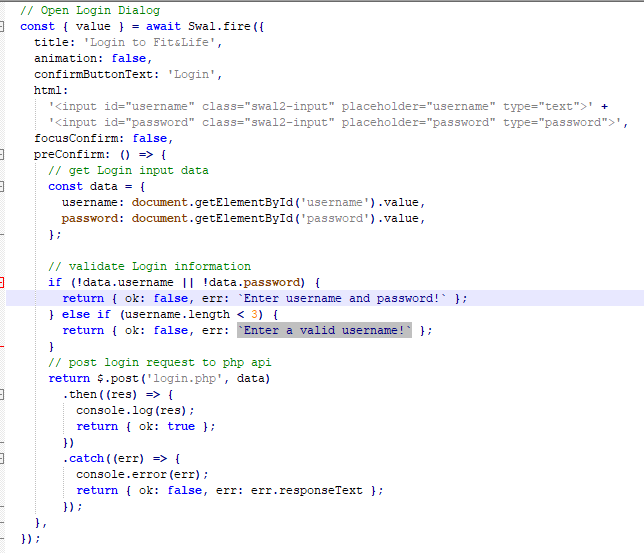 // Open Login Dialog
const { value } = await Swal.fire({
  title: 'Login to Fit&Life',
  animation: false,
  confirmButtonText: 'Login',
  html:
    '<input id="username" class="swal2-input" placeholder="username" type="text">' +
    '<input id="password" class="swal2-input" placeholder="password" type="password">',
  focusConfirm: false,
  preConfirm: () => {
    // get Login input data
    const data = {
      username: document.getElementById('username').value,
      password: document.getElementById('password').value,
    };

    // validate Login information
    if (!data.username || !data.password) {
      return { ok: false, err: `Enter username and password!` };
    } else if (username.length < 3) {
      return { ok: false, err: `Enter a valid username!` };
    }
    // post login request to php api
    return $.post('login.php', data)
      .then((res) => {
        console.log(res);
        return { ok: true };
      })
      .catch((err) => {
        console.error(err);
        return { ok: false, err: err.responseText };
      });
  },
});